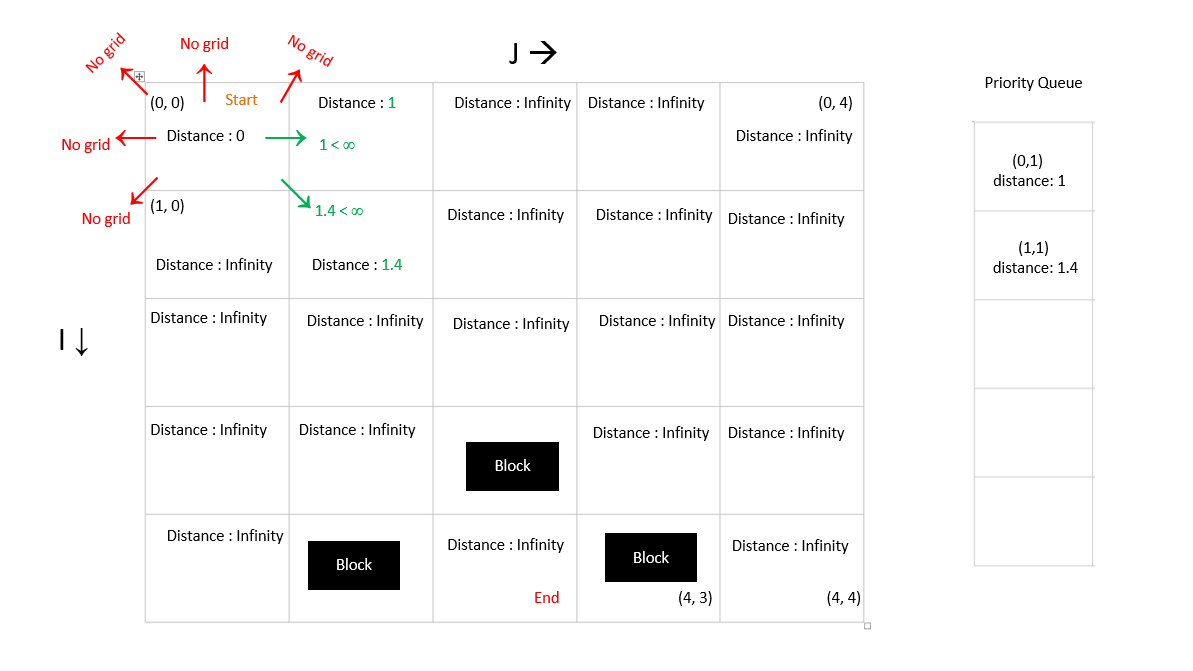 No grid
No grid
No grid
J →
(0, 0)
Start
Distance : 1
Distance : Infinity
Distance : Infinity
(0, 4)
No grid
Distance : 0
1 < ∞
Distance : Infinity
(1, 0)
No grid
1.4 < ∞
Distance : Infinity
Distance : Infinity
Distance : Infinity
Distance : Infinity
Distance : 1.4
I ↓
Distance : Infinity
Distance : Infinity
Distance : Infinity
Distance : Infinity
Distance : Infinity
Distance : Infinity
Distance : Infinity
Block
Distance : Infinity
Distance : Infinity
Distance : Infinity
Block
Distance : Infinity
End
Block
(4, 3)
Distance : Infinity
(4, 4)
Priority Queue
(0,1)
distance: 1
(1,1)
distance: 1.4